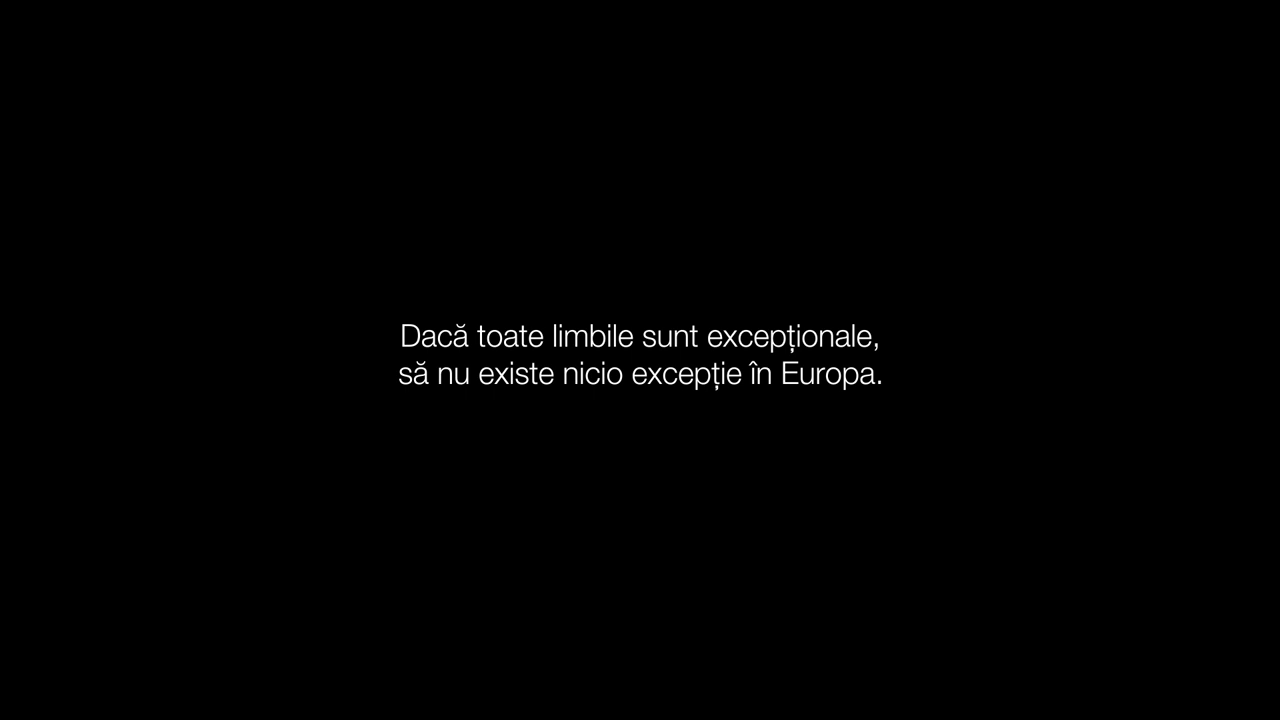 Dacă toate limbile sunt excepționale,
să nu existe nicio excepție în Europa.